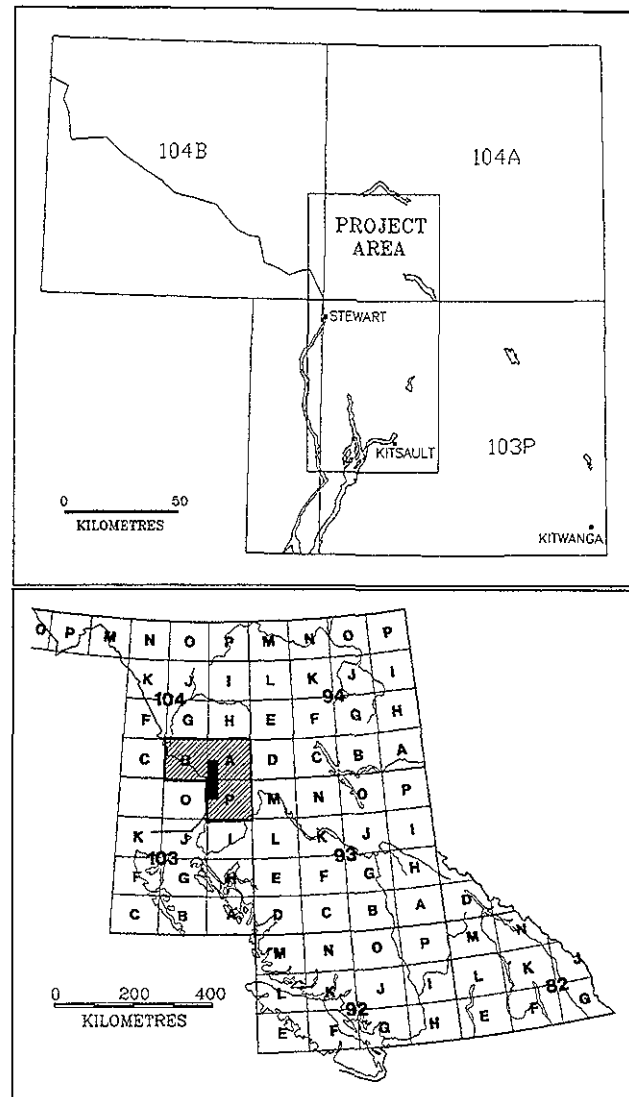 104B
104A
PROJECT
AREA
STEWART
KITSAULT
103P
0 50
KILOMETRES
KITWANGA
O P M N O P M N O P
K J I L K J I
104 94
F G H E F G H
C B A D C B A
O P M N O P
K J I L K J I
103 93
F G H E F G H
C B A D C B A D
M N O P M N J
L K J I L K 82
92
E F G H E F G
0 200 400
KILOMETRES